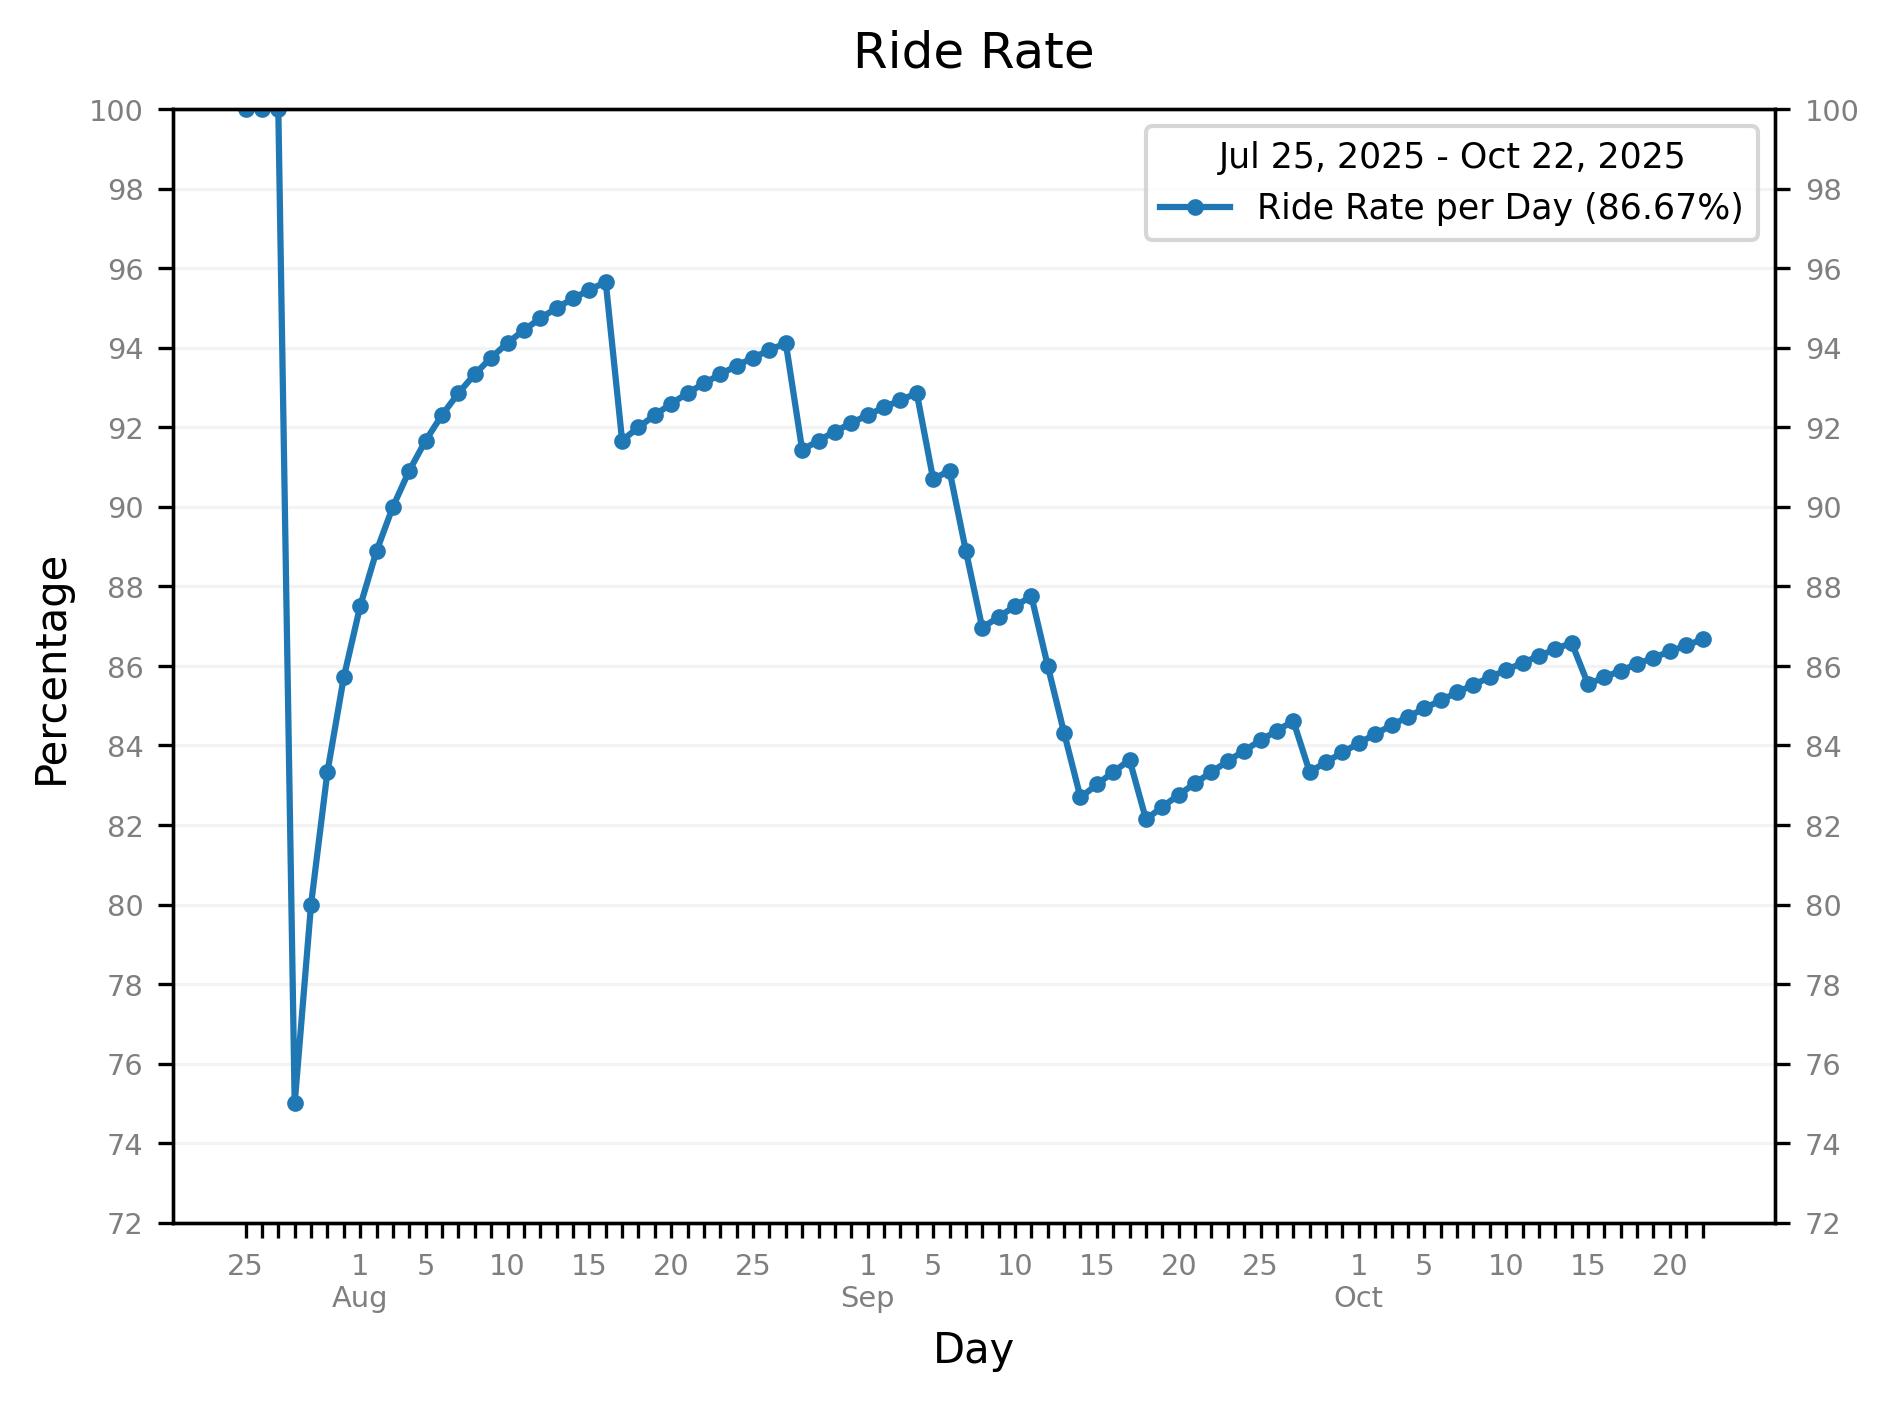 Ride Rate
Jul 25, 2025 - Oct 22, 2025
Ride Rate per Day (86.67%)
Percentage
100 100
98 98
96 96
94 94
92 92
90 90
88 88
86 86
84 84
82 82
80 80
78 78
76 76
74 74
72 72
25 1 5 10 15 20 25 1 5 10 15 20 25 1 5 10 15 20
Aug Sep Oct
Day